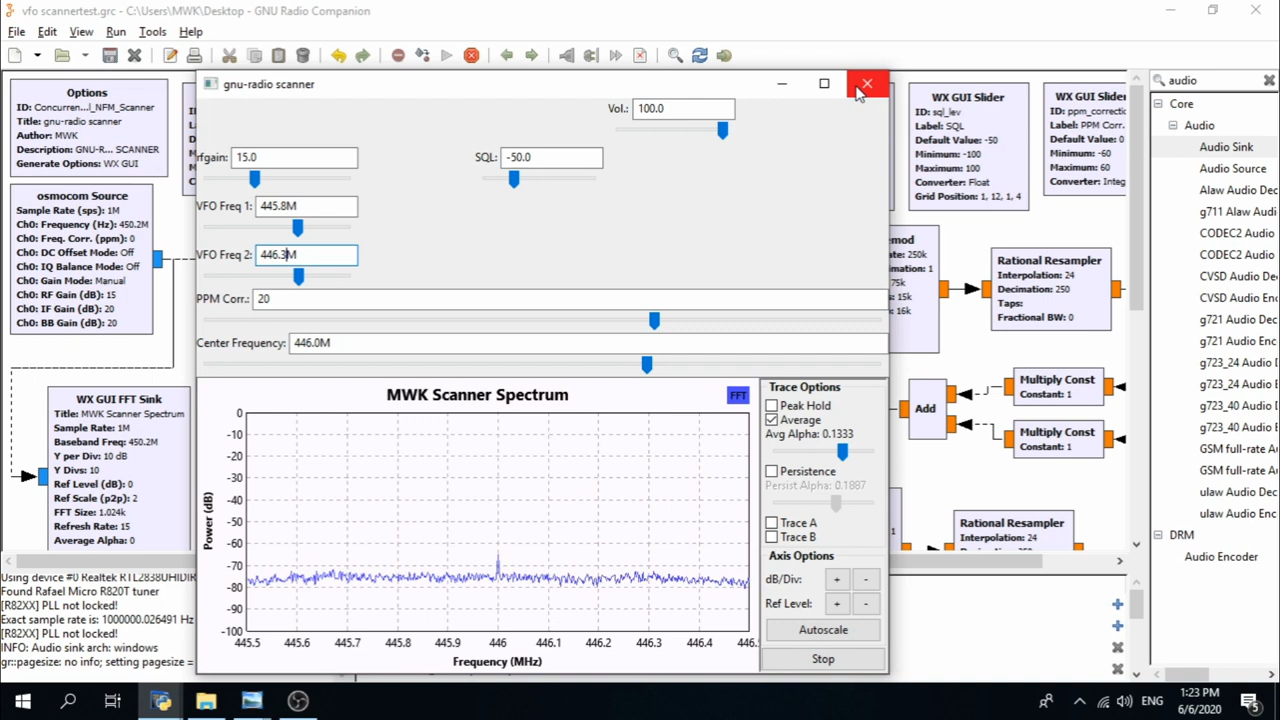 vfo scannertest.grc - C:\Users\MWK\Desktop - GNU Radio Companion
File Edit View Run Tools Help
Options
ID: Concurren...l_NFM_Scanner
Title: gnu-radio scanner
Author: MWK
Description: GNU-R... SCANNER
Generate Options: WX GUI
osmocom Source
Sample Rate (sps): 1M
Ch0: Frequency (Hz): 450.2M
Ch0: Freq. Corr. (ppm): 0
Ch0: DC Offset Mode: Off
Ch0: IQ Balance Mode: Off
Ch0: Gain Mode: Manual
Ch0: RF Gain (dB): 15
Ch0: IF Gain (dB): 20
Ch0: BB Gain (dB): 20
WX GUI FFT Sink
Title: MWK Scanner Spectrum
Sample Rate: 1M
Baseband Freq: 450.2M
Y per Div: 10 dB
Y Divs: 10
Ref Level (dB): 0
Ref Scale (p2p): 2
FFT Size: 1.024k
Refresh Rate: 15
Average Alpha: 0
gnu-radio scanner
Vol.: 100.0
rfgain: 15.0
SQL: -50.0
VFO Freq 1: 445.8M
VFO Freq 2: 446.3M
PPM Corr.: 20
Center Frequency: 446.0M
MWK Scanner Spectrum
FFT
Power (dB)
0
-10
-20
-30
-40
-50
-60
-70
-80
-90
-100
445.5 445.6 445.7 445.8 445.9 446 446.1 446.2 446.3 446.4 446.
Frequency (MHz)
Trace Options
Peak Hold
Average
Avg Alpha: 0.1333
Persistence
Persist Alpha: 0.1887
Trace A
Trace B
Axis Options
dB/Div: + -
Ref Level: + -
Autoscale
Stop
WX GUI Slider
ID: sql_lev
Label: SQL
Default Value: -50
Minimum: -100
Maximum: 100
Converter: Float
Grid Position: 1, 12, 1, 4
WX GUI Slider
ID: ppm_correctio
Label: PPM Corr.
Default Value:
Minimum: -60
Maximum: 60
Converter: Integ
Grid Position:
mod
ate: 250k
imation: 1
75k
s: 15k
16k
Rational Resampler
Interpolation: 24
Decimation: 250
Taps:
Fractional BW: 0
Add
Multiply Const
Constant: 1
Multiply Const
Constant: 1
Rational Resampler
Interpolation: 24
audio
Core
Audio
Audio Sink
Audio Source
Alaw Audio Dec
g711 Alaw Audio
CODEC2 Audio
CODEC2 Audio
CVSD Audio Dec
CVSD Audio Enc
g721 Audio Dec
g721 Audio Enc
g723_24 Audio
g723_24 Audio
g723_40 Audio
g723_40 Audio
GSM full-rate A
GSM full-rate A
ulaw Audio Dec
ulaw Audio Enc
DRM
Audio Encoder
Using device #0 Realtek RTL2838UHIDIR
Found Rafael Micro R820T tuner
[R82XX] PLL not locked!
Exact sample rate is: 1000000.026491 Hz
[R82XX] PLL not locked!
INFO: Audio sink arch: windows
gr::pagesize: no info; setting pagesize =
ENG
1:23 PM
6/6/2020
5